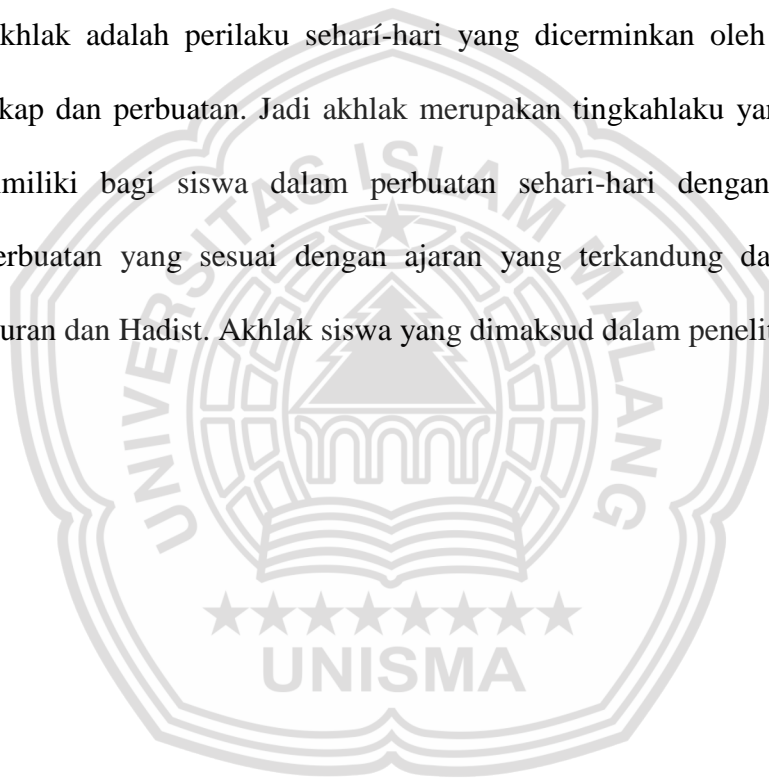 khlak adalah perilaku seharí-hari yang dicerminkan oleh
kap dan perbuatan. Jadi akhlak merupakan tingkahlaku yan
miliki bagi siswa dalam perbuatan sehari-hari dengan
erbuatan yang sesuai dengan ajaran yang terkandung da
uran dan Hadist. Akhlak siswa yang dimaksud dalam penelit
UNIVERSITAS ISLAM MALANG
UNISMA